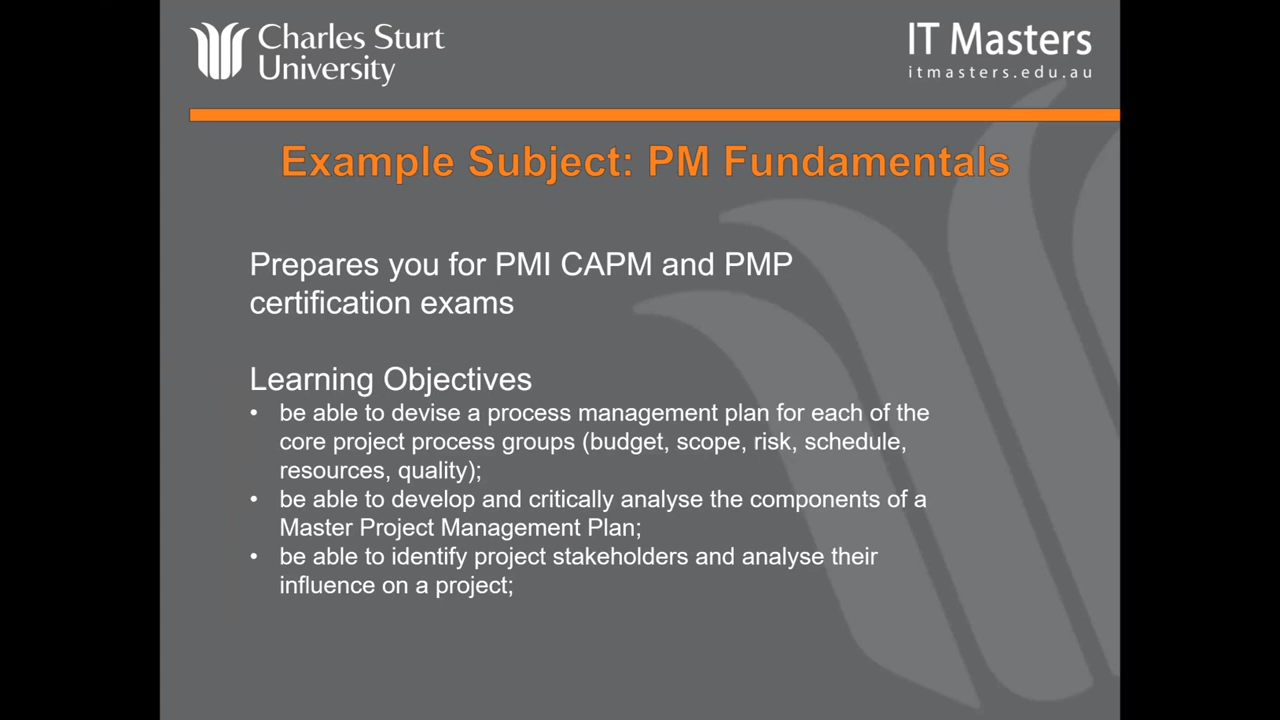 Charles Sturt
University
IT Masters
itmasters.edu.au
Example Subject: PM Fundamentals
Prepares you for PMI CAPM and PMP
certification exams
Learning Objectives
• be able to devise a process management plan for each of the
core project process groups (budget, scope, risk, schedule,
resources, quality);
• be able to develop and critically analyse the components of a
Master Project Management Plan;
• be able to identify project stakeholders and analyse their
influence on a project;